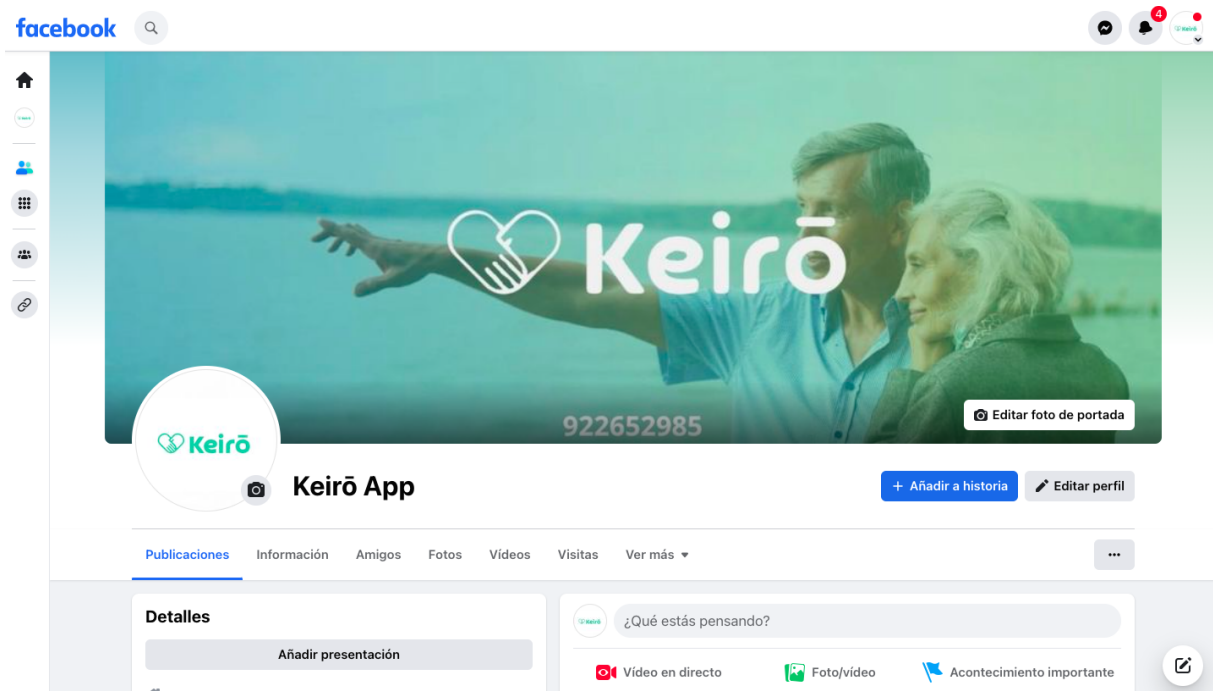 facebook
4
Keirō
922652985
Editar foto de portada
Keirō
Keirō App
+ Añadir a historia
Editar perfil
Publicaciones
Información
Amigos
Fotos
Vídeos
Visitas
Ver más
Detalles
Añadir presentación
Keirō
¿Qué estás pensando?
Vídeo en directo
Foto/vídeo
Acontecimiento importante